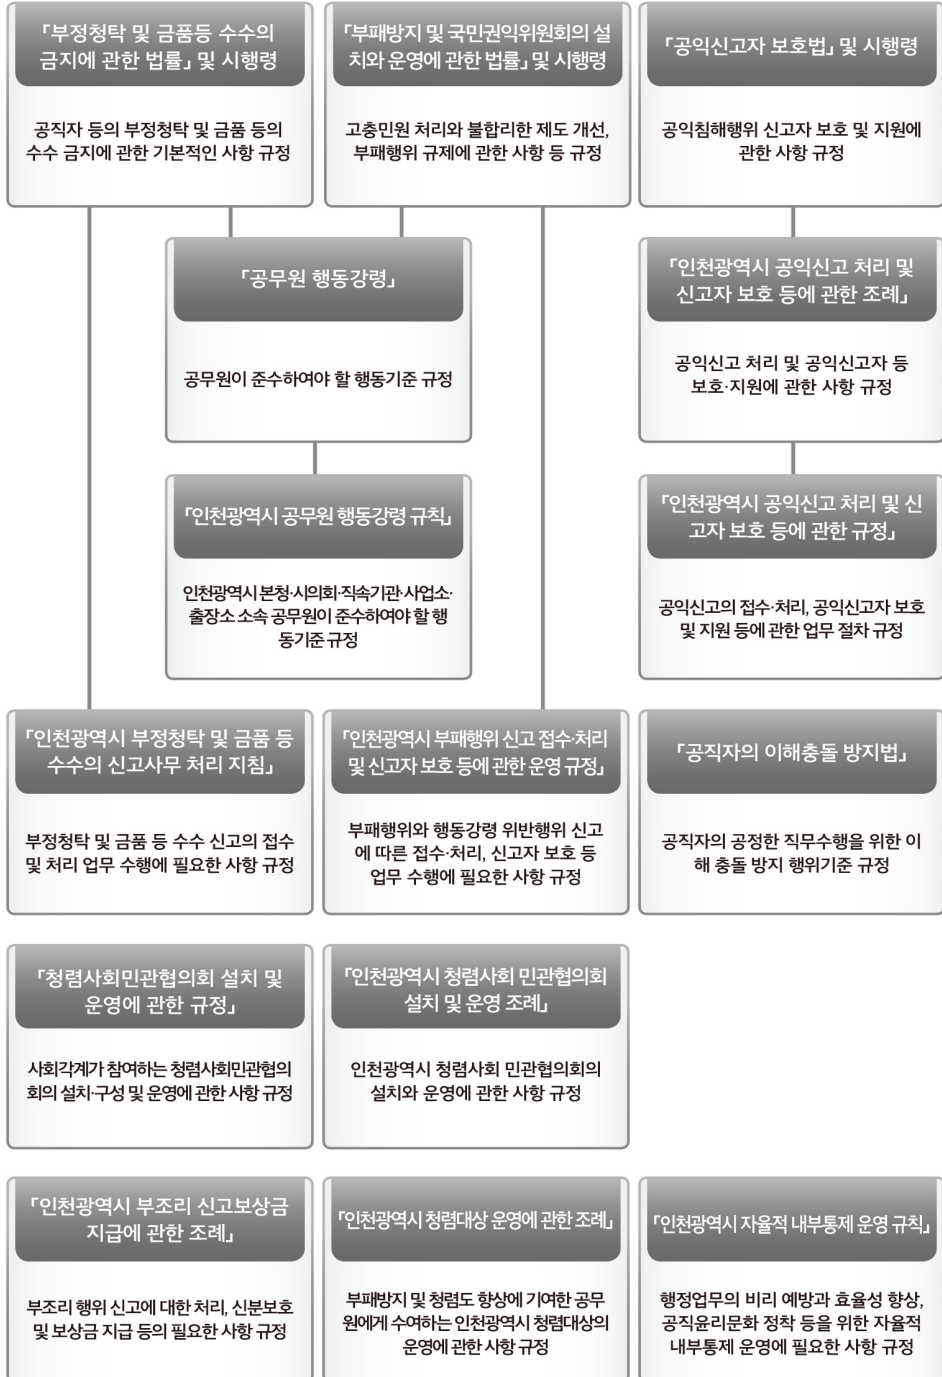 「부정청탁 및 금품등 수수의
금지에 관한 법률」 및 시행령
공직자 등의 부정청탁 및 금품 등의
수수 금지에 관한 기본적인 사항 규정
「부패방지 및 국민권익위원회의 설
치와 운영에 관한 법률」 및 시행령
고충민원 처리와 불합리한 제도 개선,
부패행위 규제에 관한 사항 등 규정
「공익신고자 보호법」 및 시행령
공익침해행위 신고자 보호 및 지원에
관한 사항 규정
「공무원 행동강령」
공무원이 준수하여야 할 행동기준 규정
「인천광역시 공익신고 처리 및
신고자 보호 등에 관한 조례」
공익신고 처리 및 공익신고자 등
보호·지원에 관한 사항 규정
「인천광역시 공무원 행동강령 규칙」
인천광역시 본청·시의회·직속기관·사업소·
출장소 소속 공무원이 준수하여야 할 행
동기준 규정
「인천광역시 공익신고 처리 및 신
고자 보호 등에 관한 규정」
공익신고의 접수·처리, 공익신고자 보호
및 지원 등에 관한 업무 절차 규정
「인천광역시 부정청탁 및 금품 등
수수의 신고사무 처리 지침」
부정청탁 및 금품 등 수수 신고의 접수
및 처리 업무 수행에 필요한 사항 규정
「인천광역시 부패행위 신고 접수·처리
및 신고자 보호 등에 관한 운영 규정」
부패행위와 행동강령 위반행위 신고
에 따른 접수·처리, 신고자 보호 등
업무 수행에 필요한 사항 규정
「공직자의 이해충돌 방지법」
공직자의 공정한 직무수행을 위한 이
해 충돌 방지 행위기준 규정
「청렴사회민관협의회 설치 및
운영에 관한 규정」
사회각계가 참여하는 청렴사회민관협의
회의 설치·구성 및 운영에 관한 사항 규정
「인천광역시 청렴사회 민관협의회
설치 및 운영 조례」
인천광역시 청렴사회 민관협의회의
설치와 운영에 관한 사항 규정
「인천광역시 부조리 신고보상금
지급에 관한 조례」
부조리 행위 신고에 대한 처리, 신분보호
및 보상금 지급 등의 필요한 사항 규정
「인천광역시 청렴대상 운영에 관한 조례」
부패방지 및 청렴도 향상에 기여한 공무
원에게 수여하는 인천광역시 청렴대상의
운영에 관한 사항 규정
「인천광역시 자율적 내부통제 운영 규칙」
행정업무의 비리 예방과 효율성 향상,
공직윤리문화 정착 등을 위한 자율적
내부통제 운영에 필요한 사항 규정